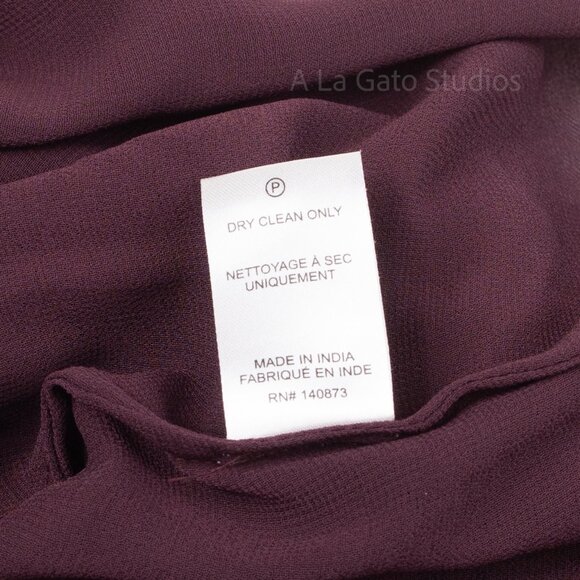 A La Gato Studios
P
DRY CLEAN ONLY
NETTOYAGE À SEC
UNIQUEMENT
MADE IN INDIA
FABRIQUÉ EN INDE
RN# 140873